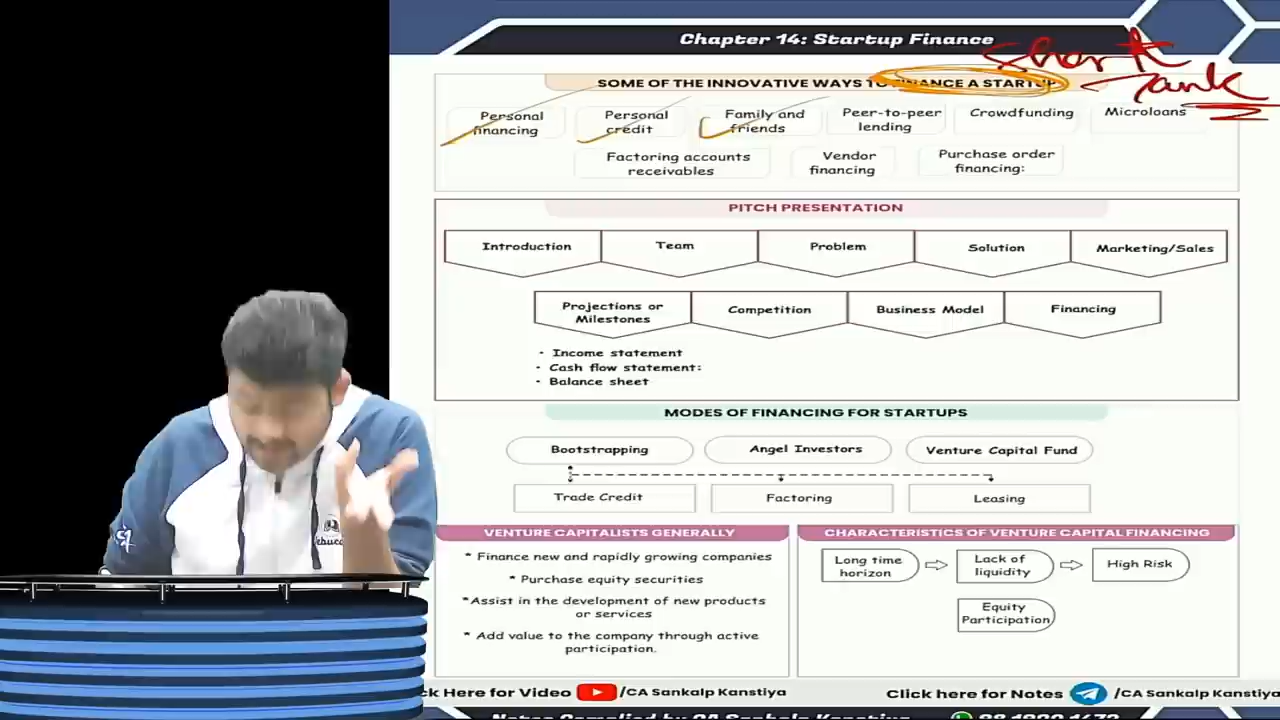 Chapter 14: Startup Finance
Shark
Tank
SOME OF THE INNOVATIVE WAYS TO FINANCE A STARTUP
Personal financing
Personal credit
Family and friends
Peer-to-peer lending
Crowdfunding
Microloans
Factoring accounts receivables
Vendor financing
Purchase order financing:
PITCH PRESENTATION
Introduction
Team
Problem
Solution
Marketing/Sales
Projections or Milestones
Competition
Business Model
Financing
· Income statement
· Cash flow statement:
· Balance sheet
MODES OF FINANCING FOR STARTUPS
Bootstrapping
Angel Investors
Venture Capital Fund
Trade Credit
Factoring
Leasing
VENTURE CAPITALISTS GENERALLY
* Finance new and rapidly growing companies
* Purchase equity securities
*Assist in the development of new products
or services
* Add value to the company through active
participation.
CHARACTERISTICS OF VENTURE CAPITAL FINANCING
Long time horizon
Lack of liquidity
High Risk
Equity Participation
ck Here for Video /CA Sankalp Kanstiya
Click here for Notes /CA Sankalp Kanstiya